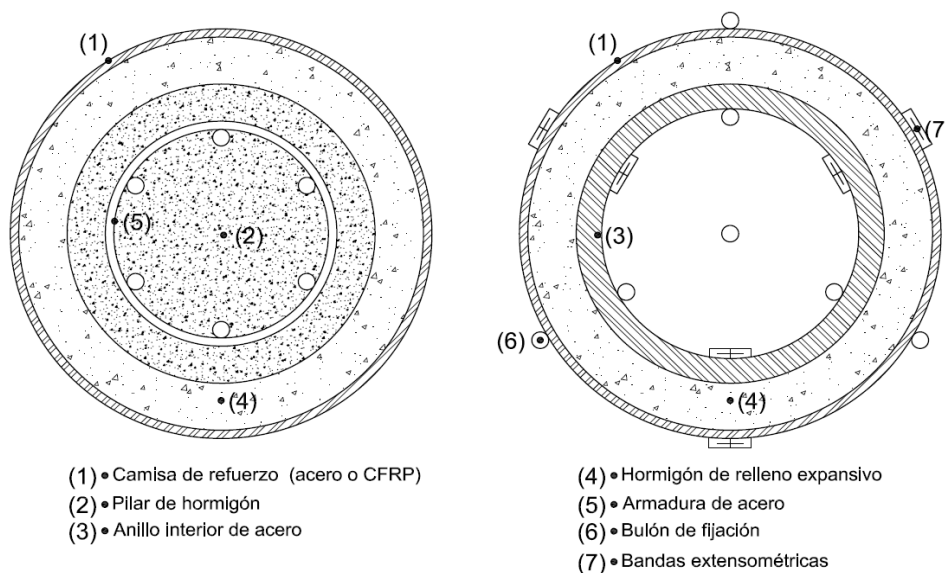 (1)
(5)
(2)
(4)
(1)
(7)
(3)
(6)
(4)
(1) • Camisa de refuerzo (acero o CFRP)
(2) • Pilar de hormigón
(3) • Anillo interior de acero
(4) • Hormigón de relleno expansivo
(5) • Armadura de acero
(6) • Bulón de fijación
(7) • Bandas extensométricas